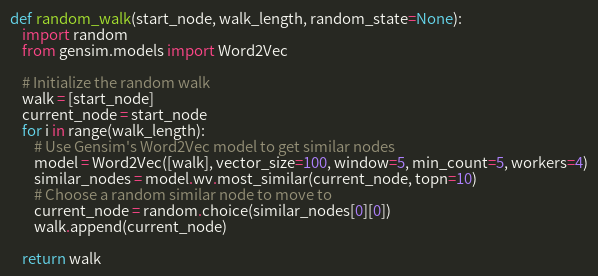 def random_walk(start_node, walk_length, random_state=None):
    import random
    from gensim.models import Word2Vec

    # Initialize the random walk
    walk = [start_node]
    current_node = start_node
    for i in range(walk_length):
        # Use Gensim's Word2Vec model to get similar nodes
        model = Word2Vec([walk], vector_size=100, window=5, min_count=5, workers=4)
        similar_nodes = model.wv.most_similar(current_node, topn=10)
        # Choose a random similar node to move to
        current_node = random.choice(similar_nodes[0][0])
        walk.append(current_node)

    return walk